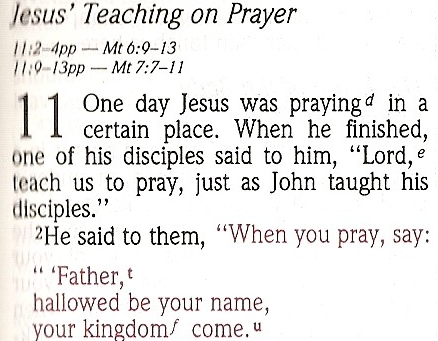 Jesus' Teaching on Prayer
11:2-4pp — Mt 6:9-13
11:9-13pp — Mt 7:7-11
11 One day Jesus was praying d in a
certain place. When he finished,
one of his disciples said to him, "Lord, e
teach us to pray, just as John taught his
disciples."
2He said to them, "When you pray, say:
" 'Father, t
hallowed be your name,
your kingdom f come. u